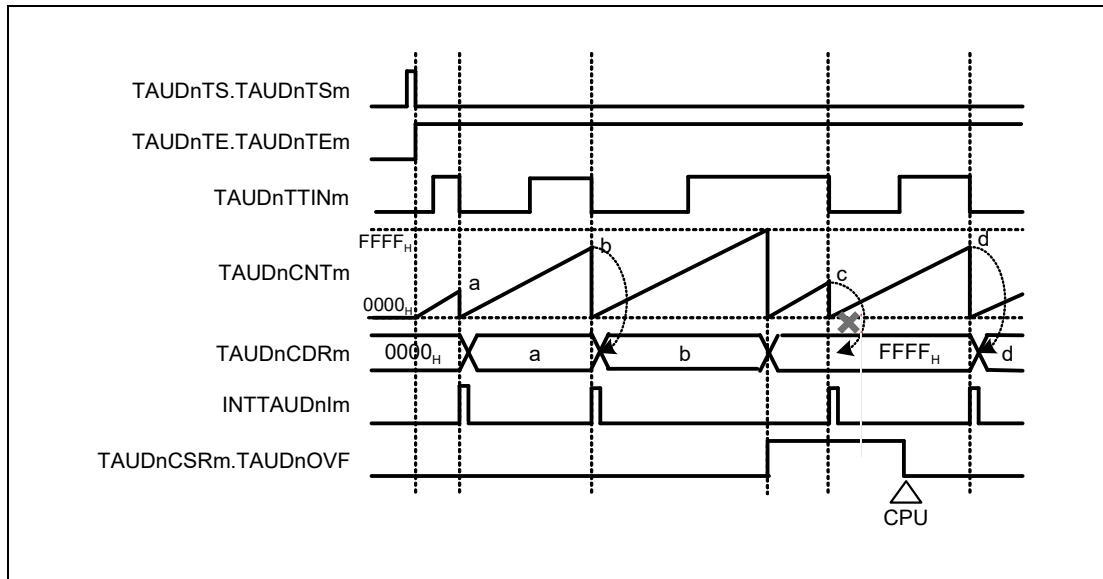 TAUDnTS.TAUDnTSm
TAUDnTE.TAUDnTEm
TAUDnTTINm
FFFFH
b
d
a
c
TAUDnCNTm
0000H
TAUDnCDRm
0000H
a
b
FFFFH
d
INTTAUDnIm
TAUDnCSRm.TAUDnOVF
CPU